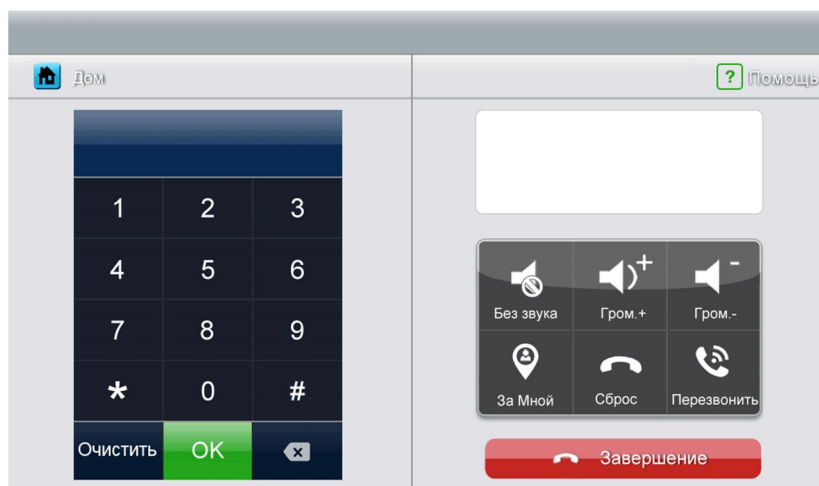 Дом
? Помощь
1 2 3
4 5 6
7 8 9
* 0 #
Очистить OK
Без звука Гром.+ Гром.-
За Мной Сброс Перезвонить
Завершение